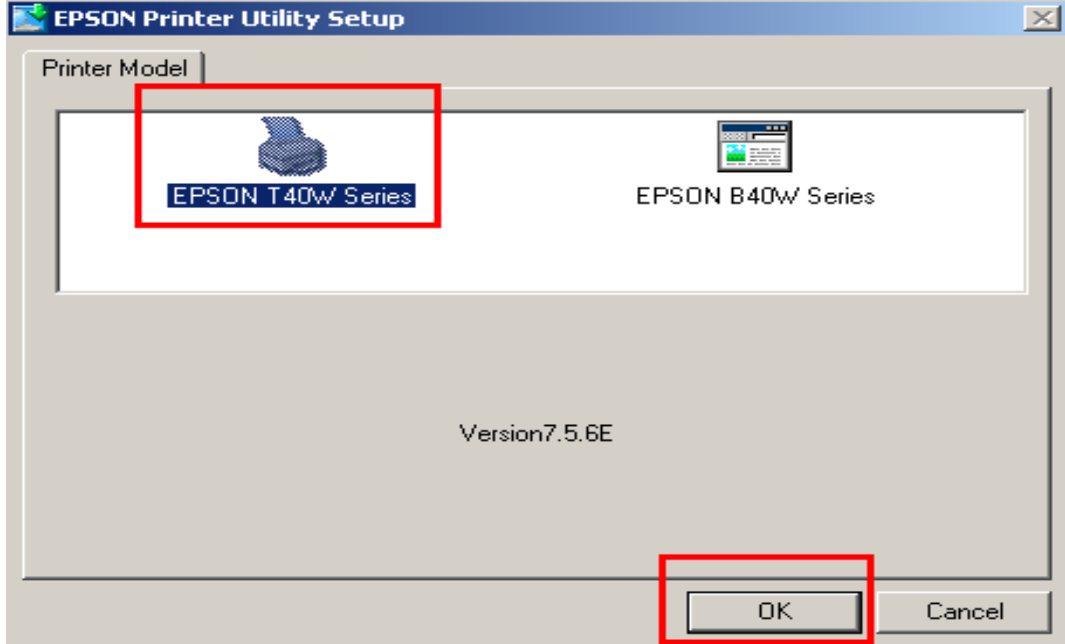 EPSON Printer Utility Setup
Printer Model
EPSON T40W Series
EPSON B40W Series
Version7.5.6E
OK
Cancel